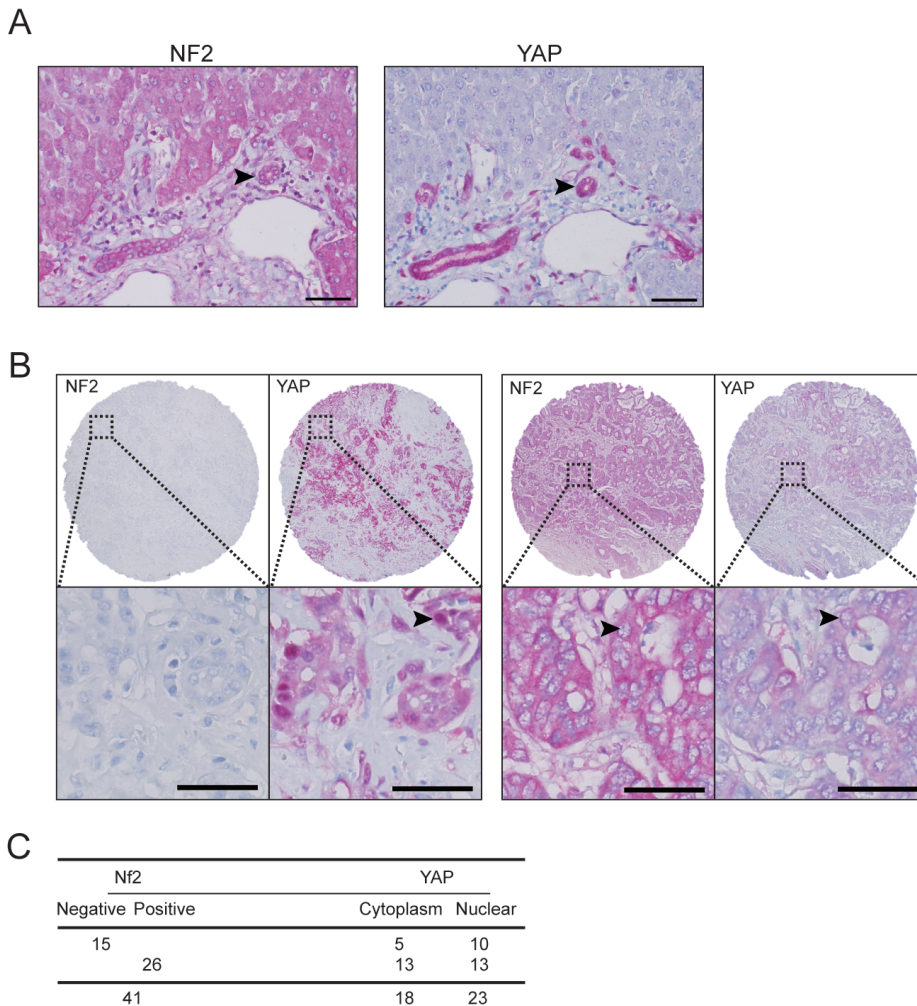 A
NF2 YAP
B
NF2 YAP NF2 YAP
C
Nf2 YAP
Negative Positive Cytoplasm Nuclear
15 5 10
26 13 13
41 18 23